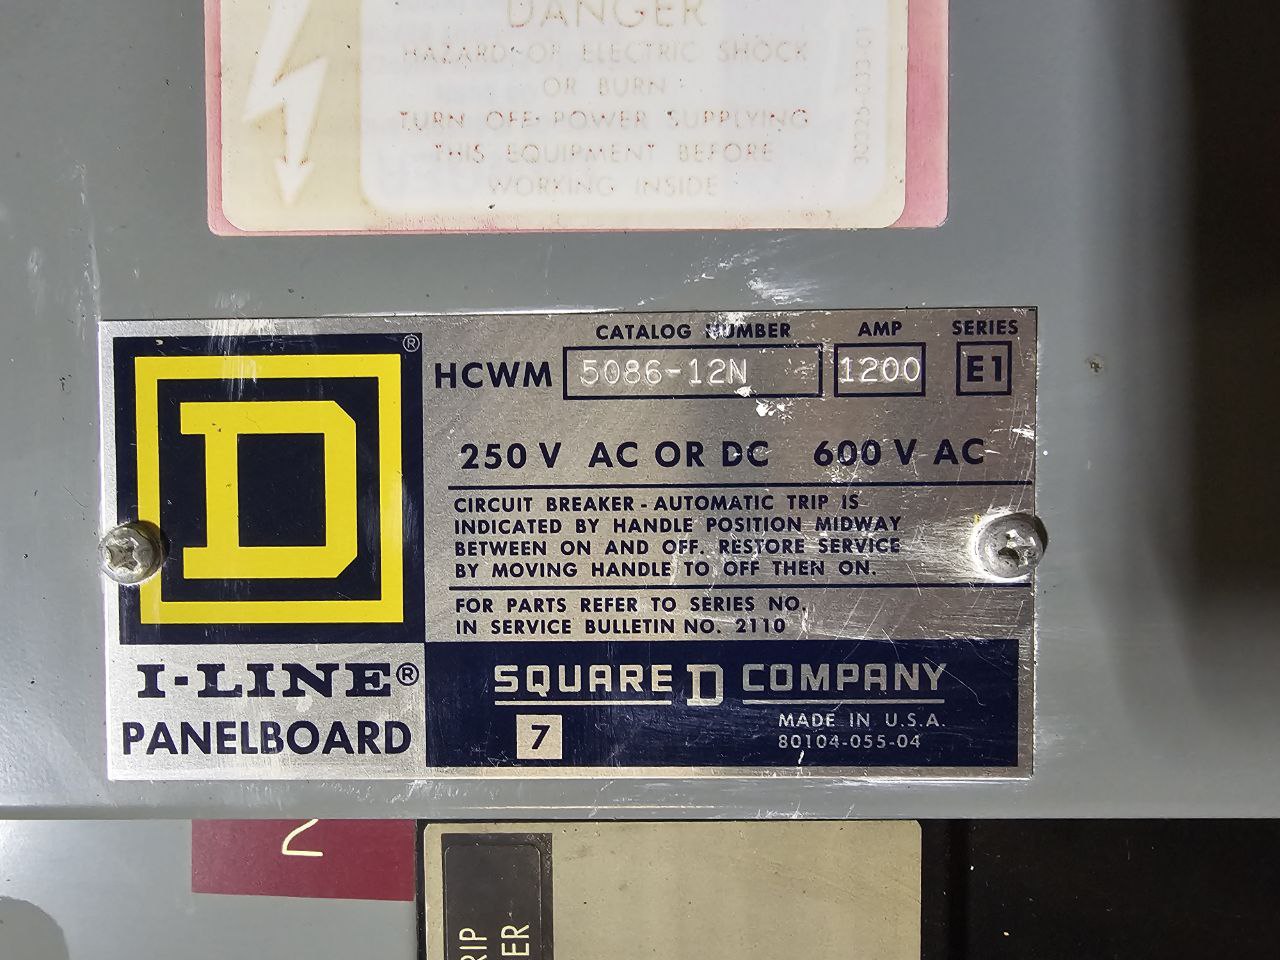 DANGER
HAZARD OF ELECTRIC SHOCK
OR BURN
TURN OFF POWER SUPPLYING
THIS EQUIPMENT BEFORE
WORKING INSIDE
CATALOG NUMBER AMP SERIES
HCWM 5086-12N 1200 E1
250 V AC OR DC 600 V AC
CIRCUIT BREAKER - AUTOMATIC TRIP IS
INDICATED BY HANDLE POSITION MIDWAY
BETWEEN ON AND OFF. RESTORE SERVICE
BY MOVING HANDLE TO OFF THEN ON.
FOR PARTS REFER TO SERIES NO.
IN SERVICE BULLETIN NO. 2110
D ®
I-LINE®
PANELBOARD
SQUARE D COMPANY
7
MADE IN U.S.A.
80104-055-04
2